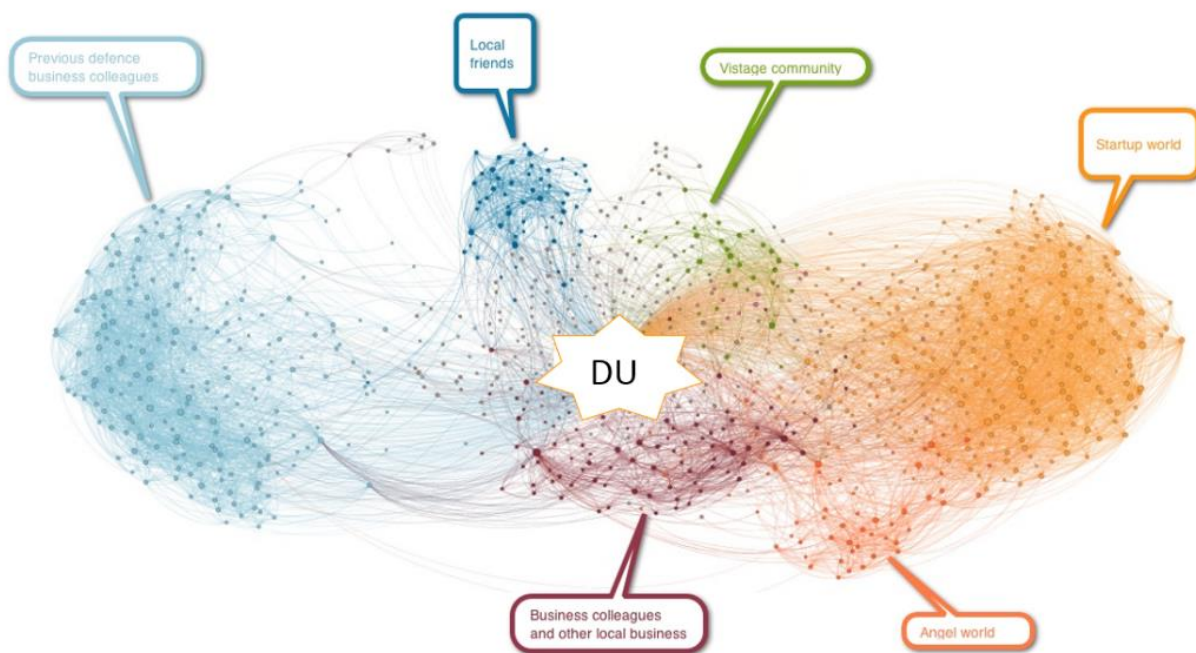 Previous defence
business colleagues
Local
friends
Vistage community
Startup world
DU
Business colleagues
and other local business
Angel world